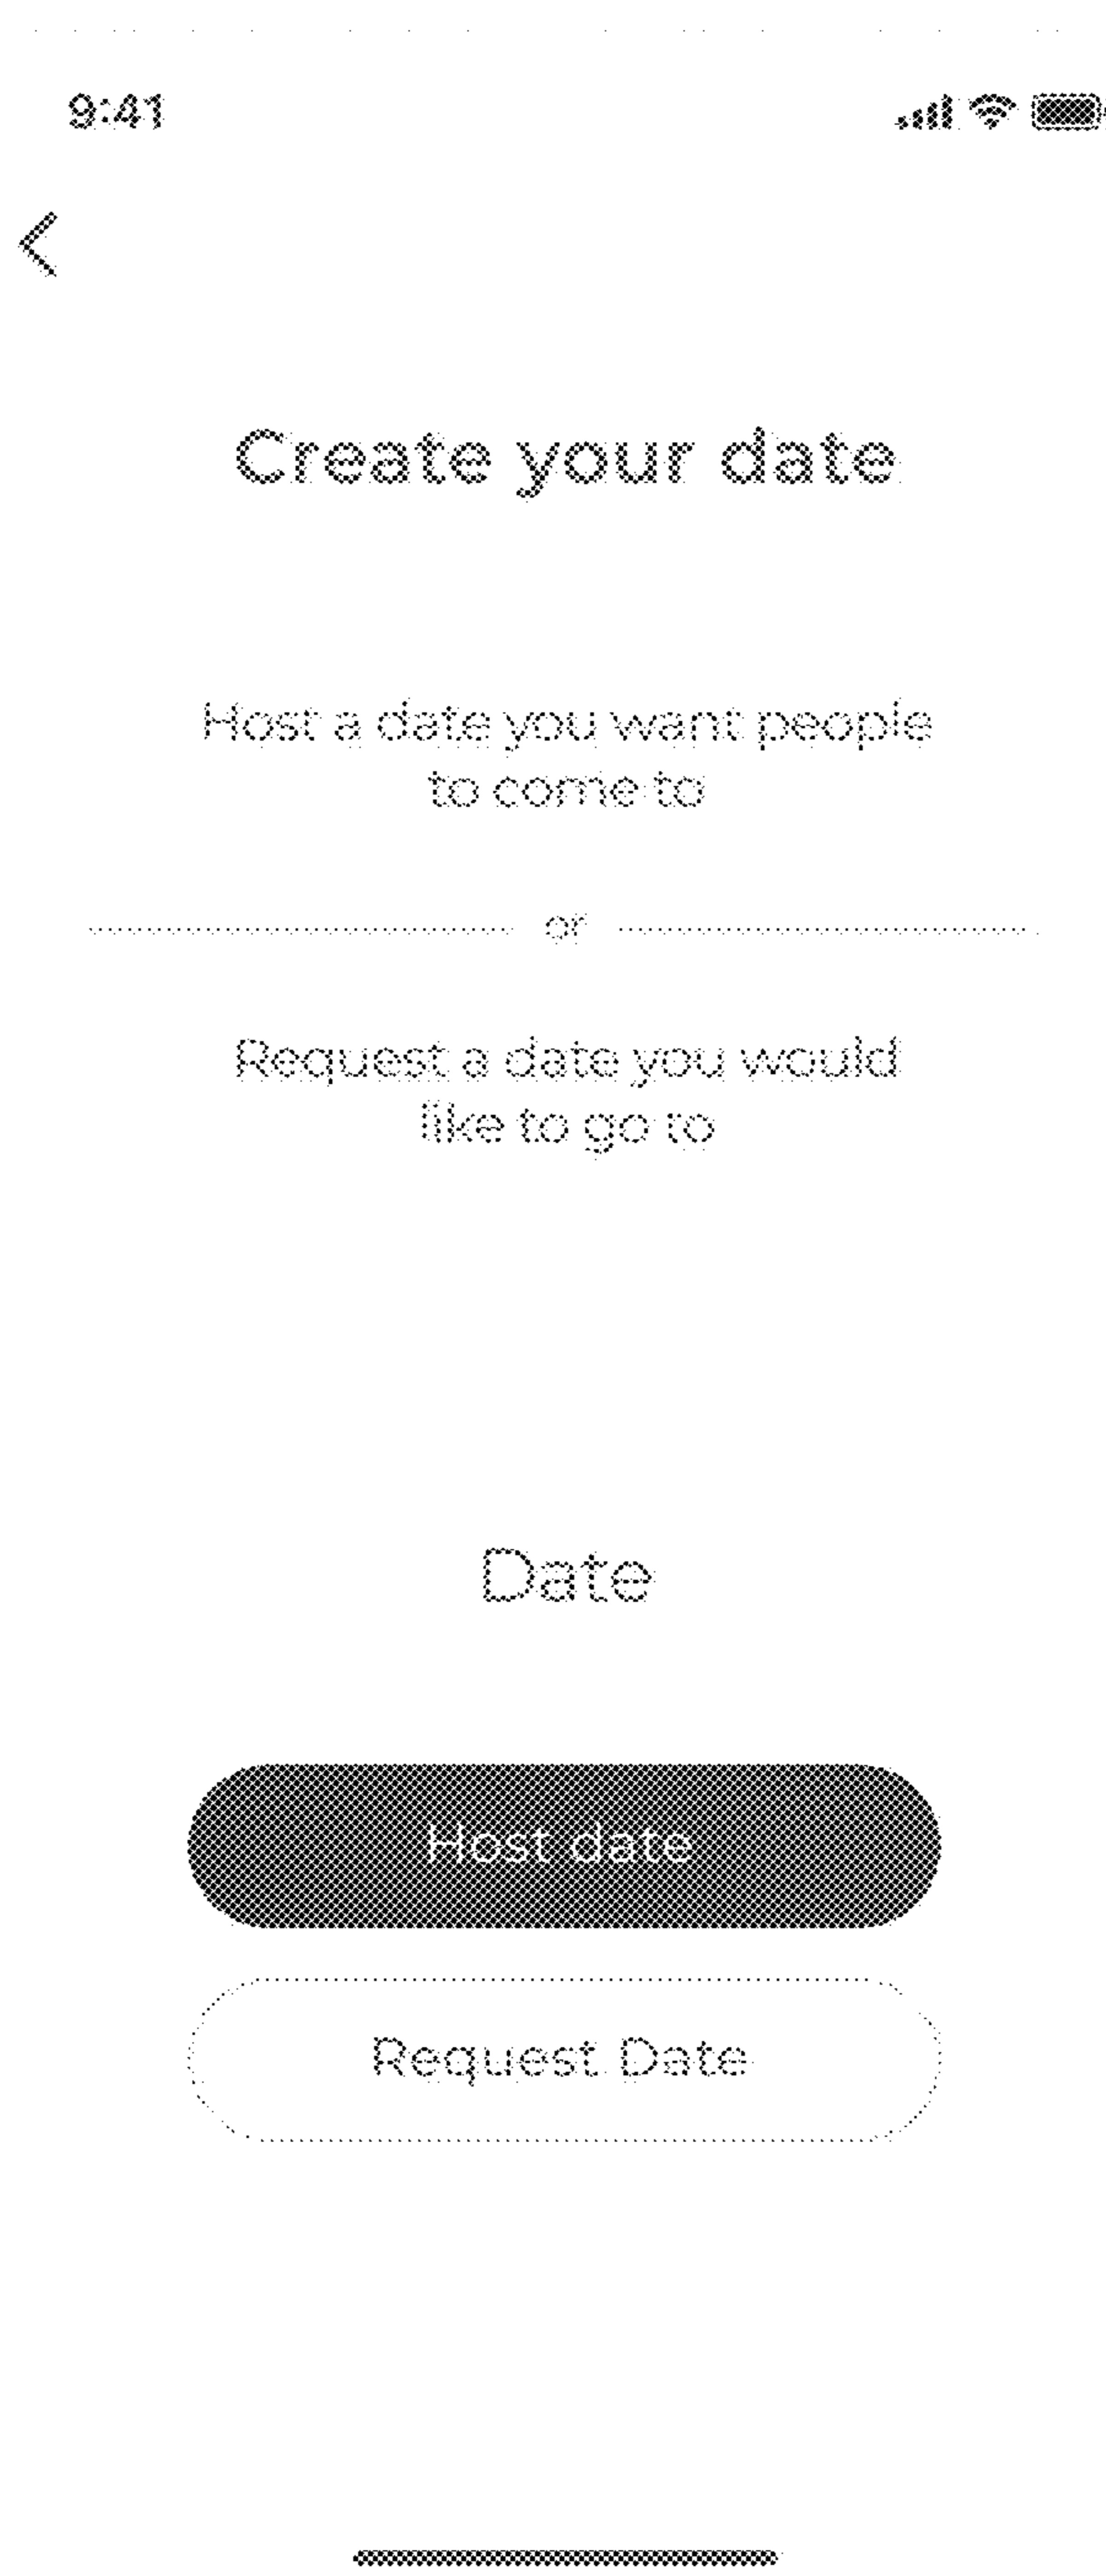 9:41
Create your date
Host a date you want people
to come to
or
Request a date you would
like to go to
Date
Host date
Request Date